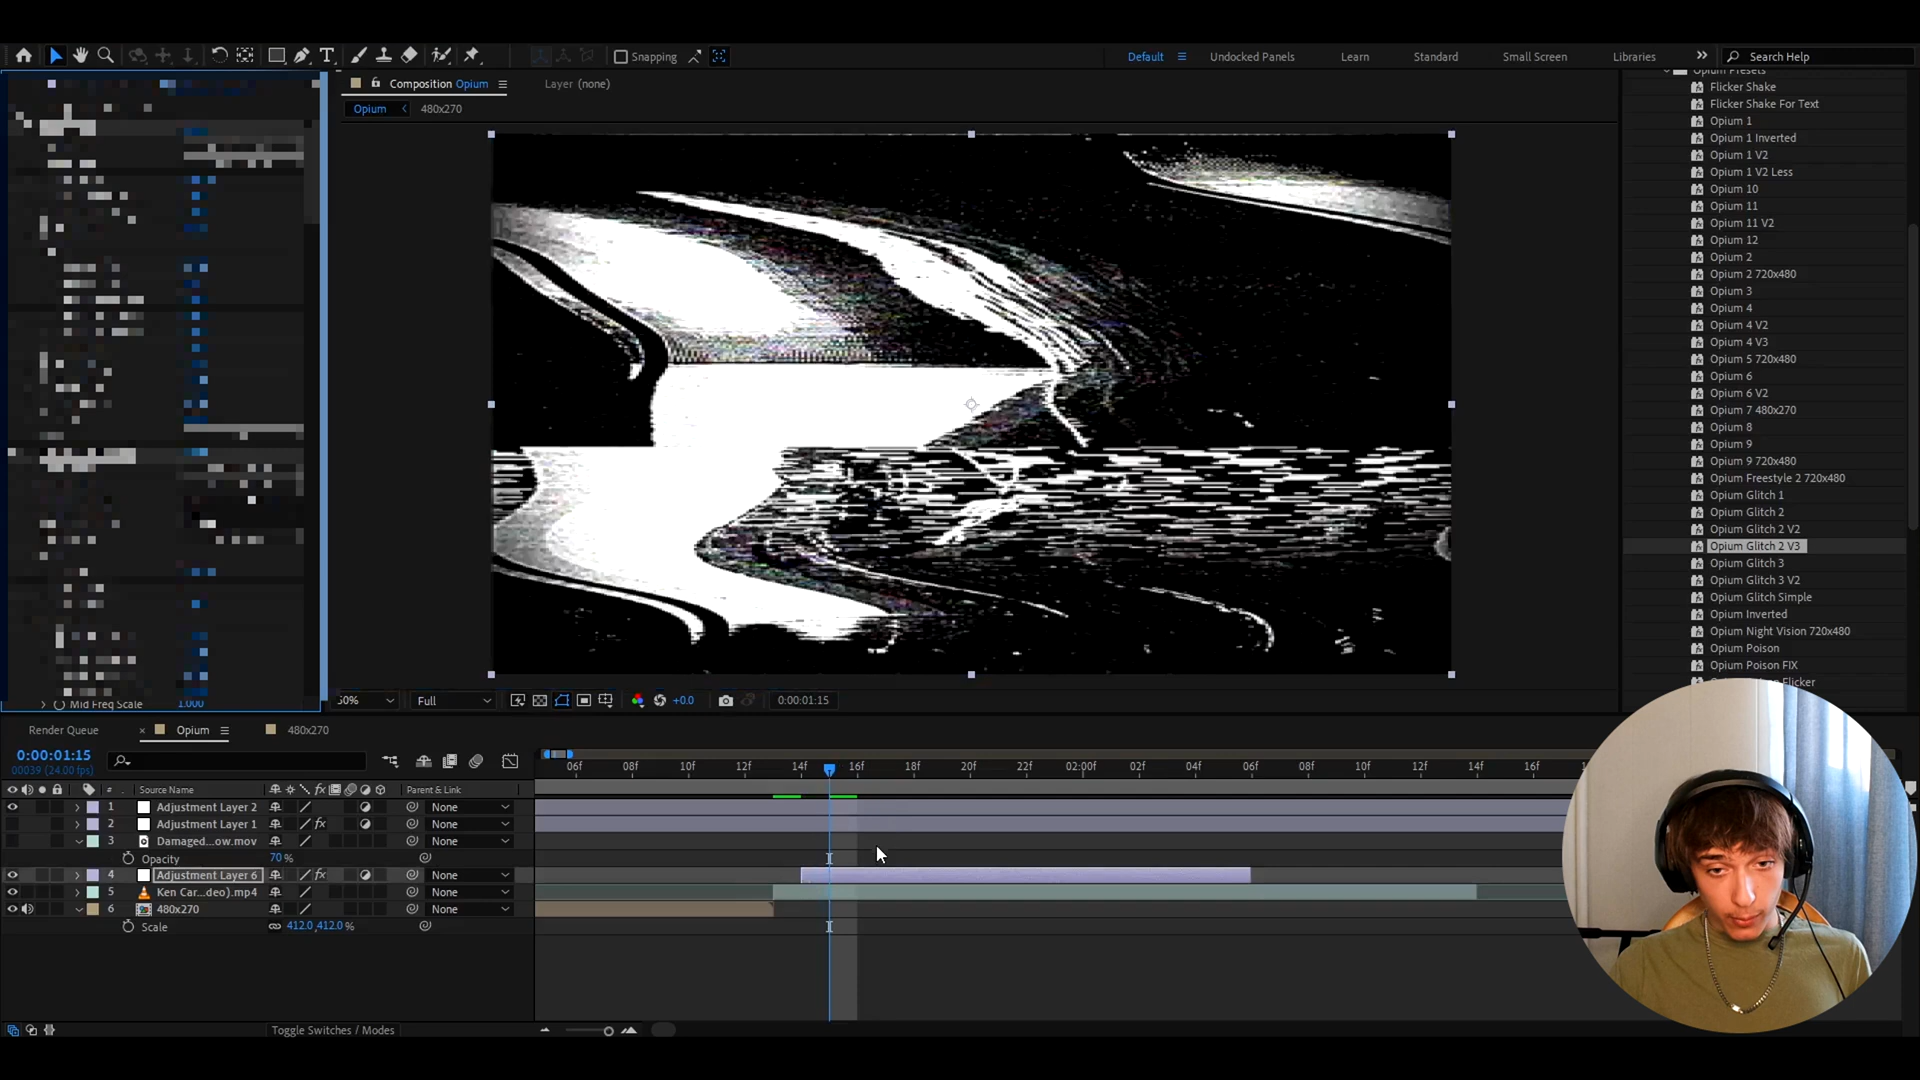 Snapping
Default
Undocked Panels
Learn
Standard
Small Screen
Libraries
Search Help
Composition Opium
Layer (none)
Opium
480x270
Opium Presets
Flicker Shake
Flicker Shake For Text
Opium 1
Opium 1 Inverted
Opium 1 V2
Opium 1 V2 Less
Opium 10
Opium 11
Opium 11 V2
Opium 12
Opium 2
Opium 2 720x480
Opium 3
Opium 4
Opium 4 V2
Opium 4 V3
Opium 5 720x480
Opium 6
Opium 6 V2
Opium 7 480x270
Opium 8
Opium 9
Opium 9 720x480
Opium Freestyle 2 720x480
Opium Glitch 1
Opium Glitch 2
Opium Glitch 2 V2
Opium Glitch 2 V3
Opium Glitch 3
Opium Glitch 3 V2
Opium Glitch Simple
Opium Inverted
Opium Night Vision 720x480
Opium Poison
Opium Poison FIX
Flicker
Mid Freq Scale 1.000
Full
+0.0
0:00:01:15
Render Queue
Opium
480x270
0:00:01:15
00039 (24.00 fps)
06f 08f 10f 12f 14f 16f 18f 20f 22f 02:00f 02f 04f 06f 08f 10f 12f 14f 16f
# Source Name Parent & Link
1 Adjustment Layer 2 None
2 Adjustment Layer 1 fx None
3 Damaged...ow.mov None
Opacity 70 %
4 Adjustment Layer 6 fx None
5 Ken Car...deo).mp4 None
6 480x270 None
Scale 412.0,412.0 %
Toggle Switches / Modes